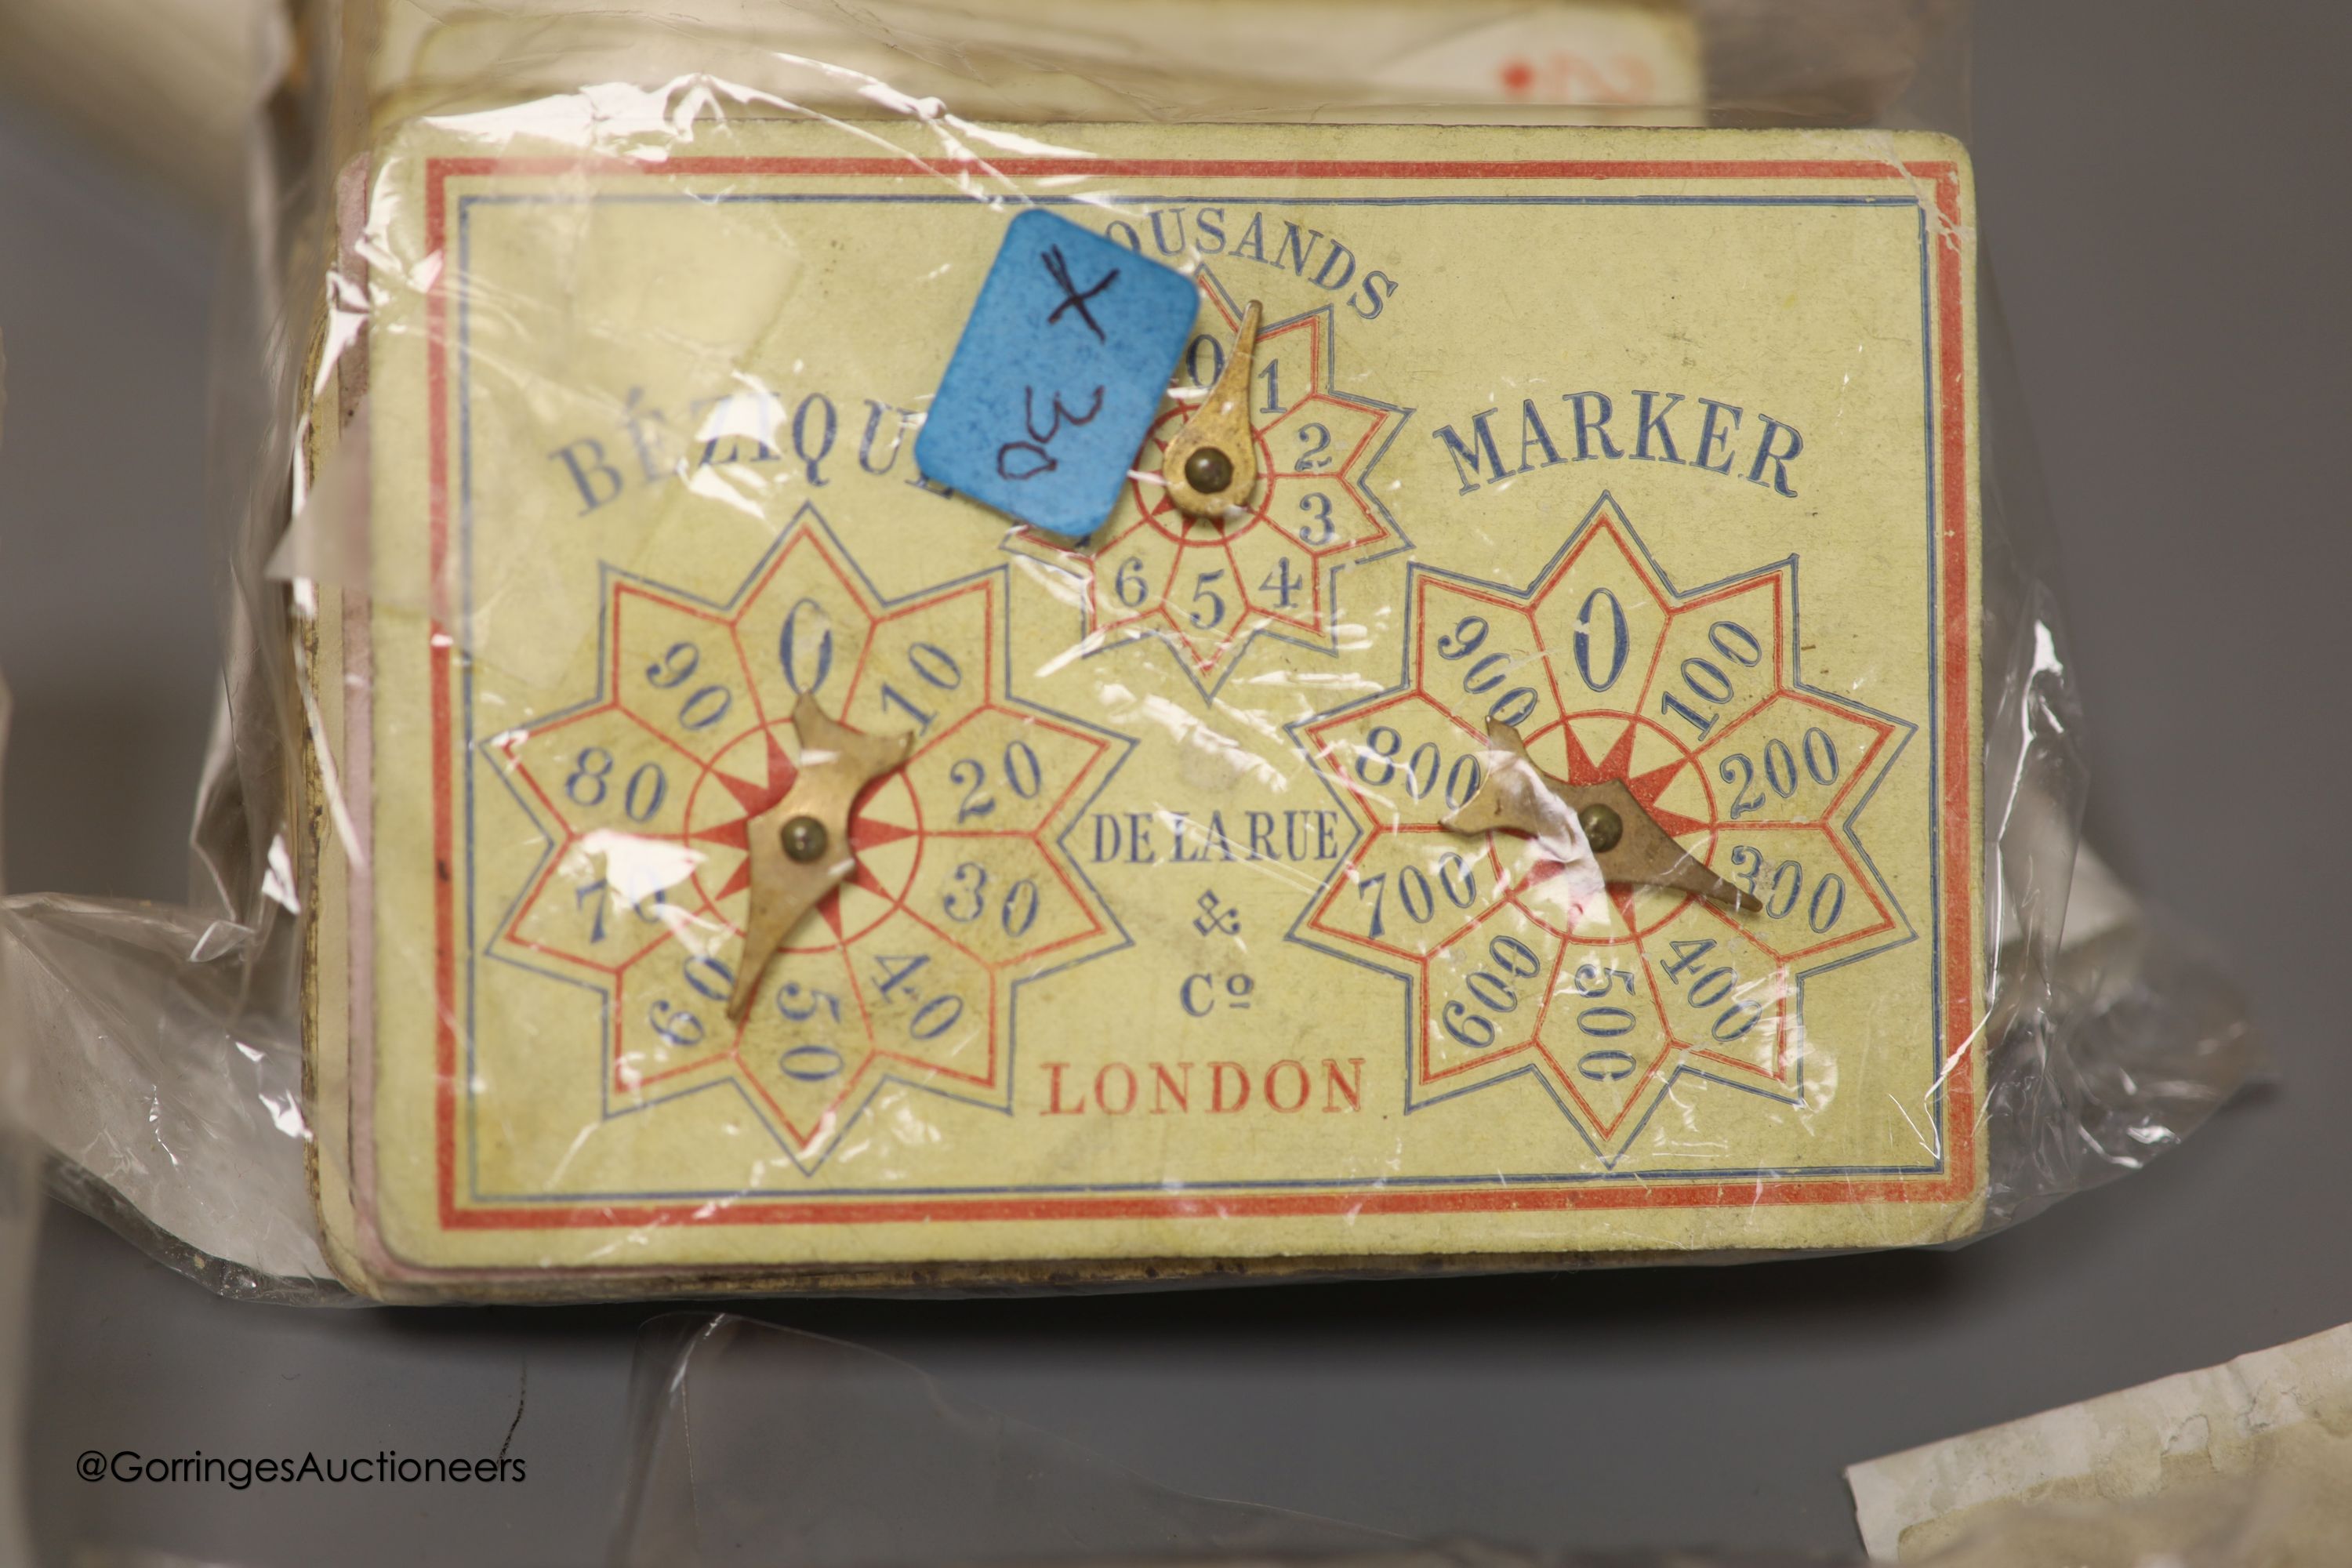 OUSANDS
BÉZIQUE MARKER
X
30
0 1 2 3 4 5 6
0 10 20 30 40 50 60 70 80 90
0 100 200 300 400 500 600 700 800 900
DE LA RUE
&
Cº
LONDON
@GorringesAuctioneers